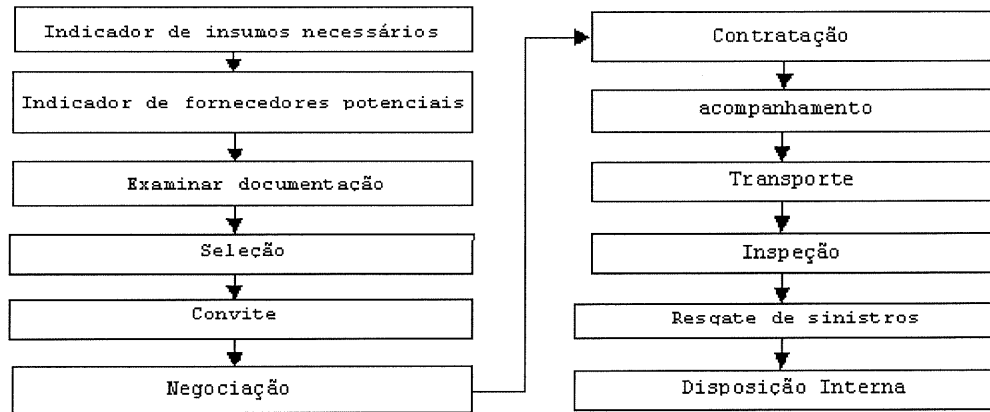 Indicador de insumos necessários
Indicador de fornecedores potenciais
Examinar documentação
Seleção
Convite
Negociação
Contratação
acompanhamento
Transporte
Inspeção
Resgate de sinistros
Disposição Interna